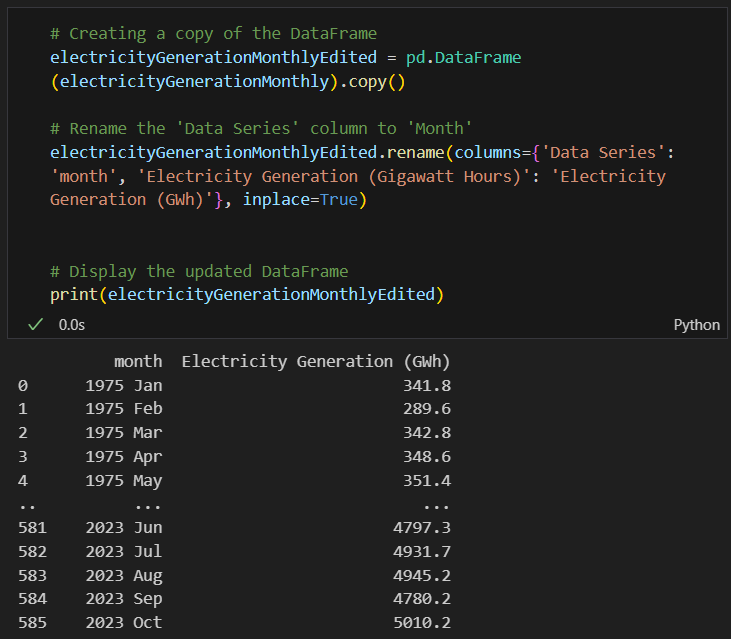 # Creating a copy of the DataFrame
electricityGenerationMonthlyEdited = pd.DataFrame
(electricityGenerationMonthly).copy()
# Rename the 'Data Series' column to 'Month'
electricityGenerationMonthlyEdited.rename(columns={'Data Series':
'month', 'Electricity Generation (Gigawatt Hours)': 'Electricity
Generation (GWh)'}, inplace=True)
# Display the updated DataFrame
print(electricityGenerationMonthlyEdited)
✓ 0.0s Python
month Electricity Generation (GWh)
0 1975 Jan 341.8
1 1975 Feb 289.6
2 1975 Mar 342.8
3 1975 Apr 348.6
4 1975 May 351.4
.. ... ...
581 2023 Jun 4797.3
582 2023 Jul 4931.7
583 2023 Aug 4945.2
584 2023 Sep 4780.2
585 2023 Oct 5010.2